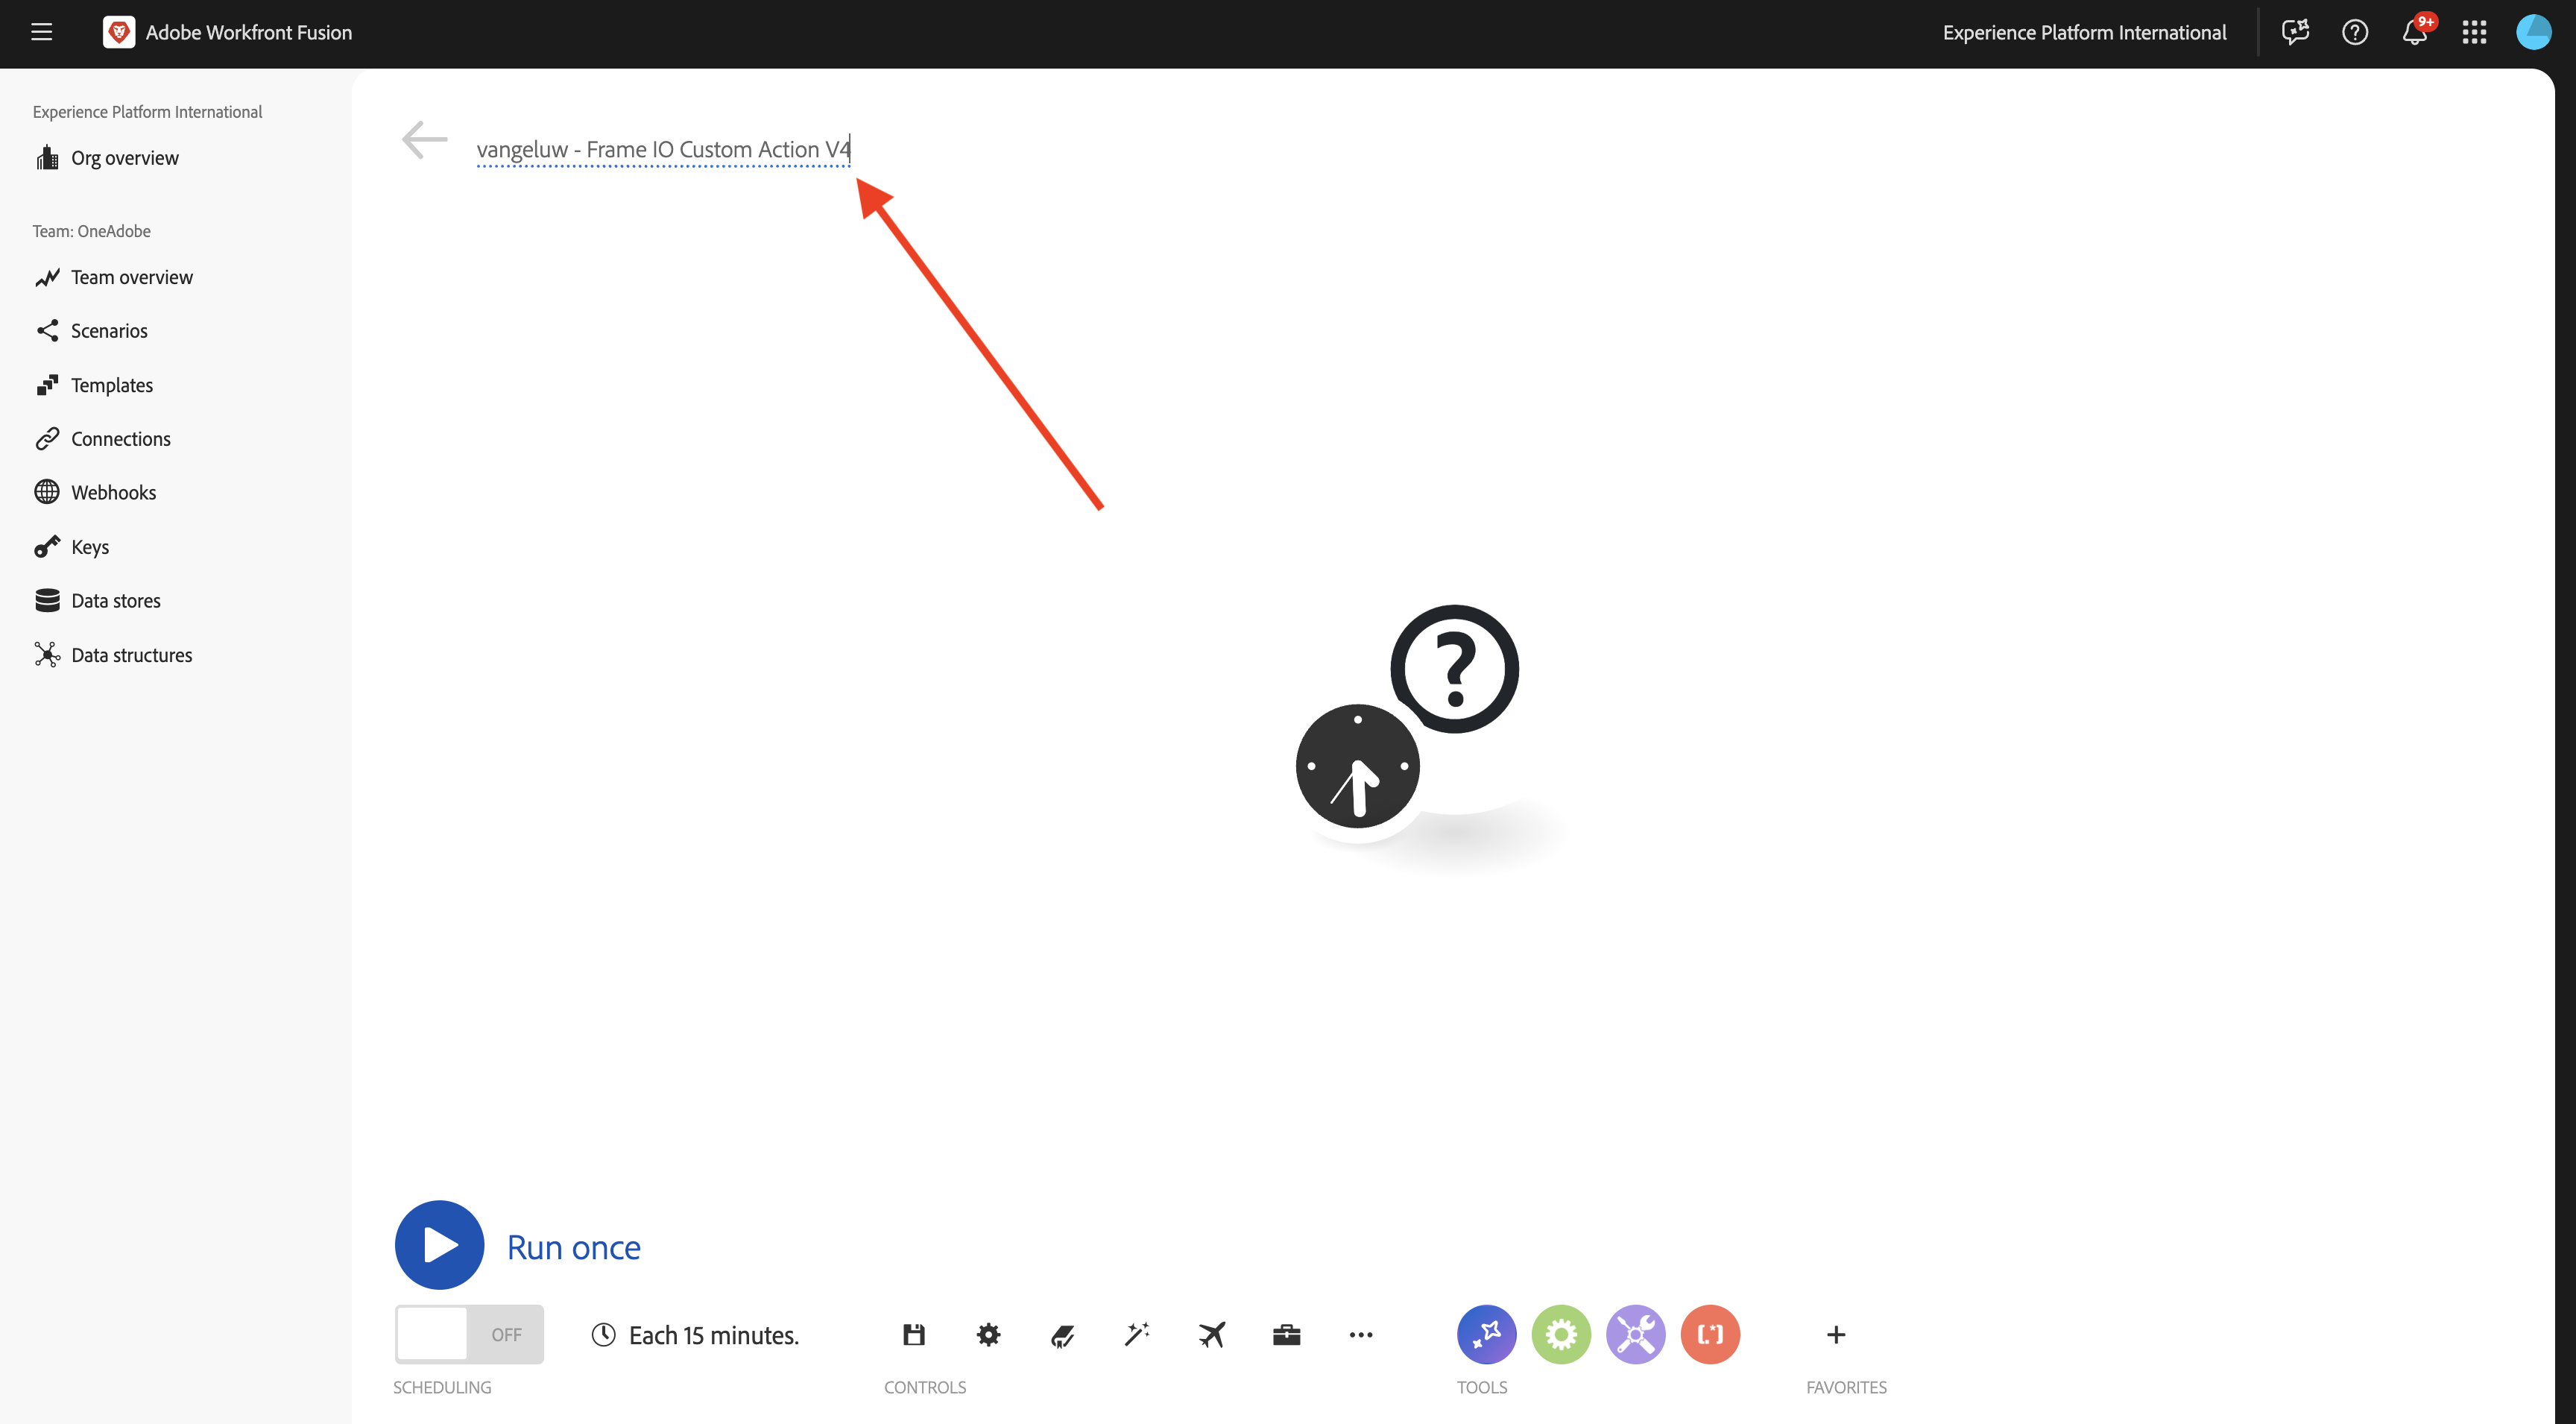 Adobe Workfront Fusion
Experience Platform International
9+
Experience Platform International
Org overview
Team: OneAdobe
Team overview
Scenarios
Templates
Connections
Webhooks
Keys
Data stores
Data structures
vangeluw - Frame IO Custom Action V4
?
Run once
OFF
Each 15 minutes.
SCHEDULING
CONTROLS
TOOLS
FAVORITES